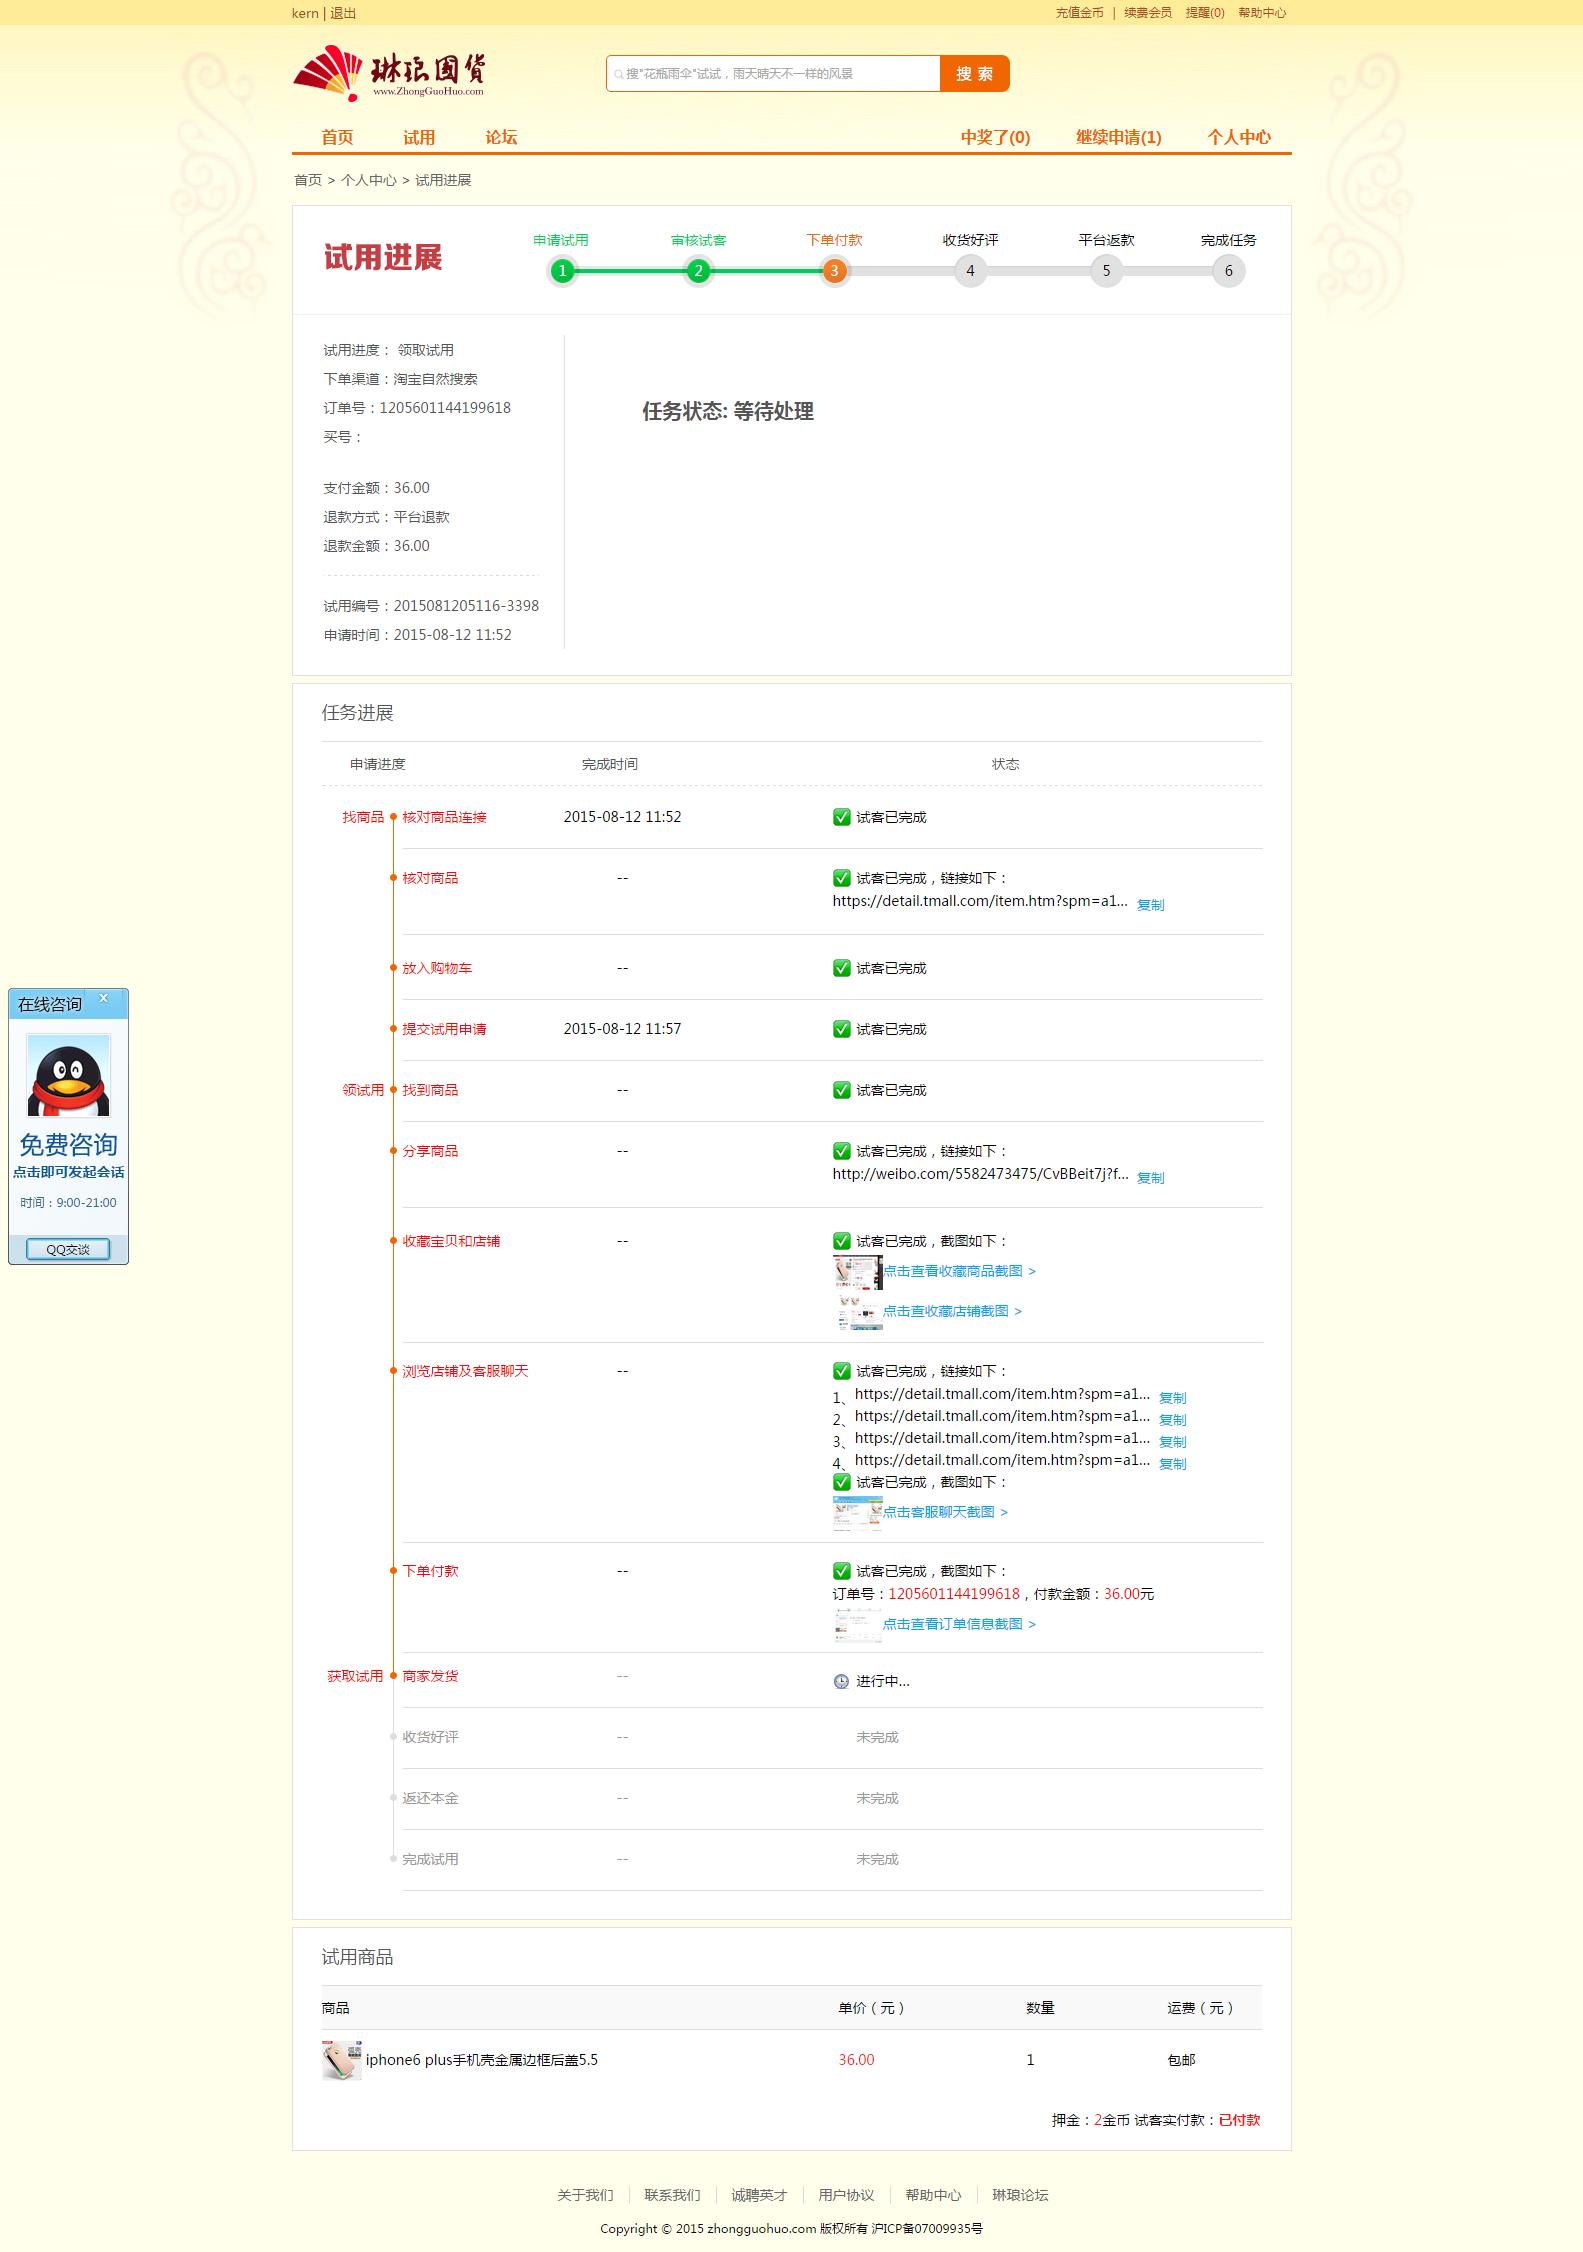 kern | 退出
充值金币 | 续费会员 提醒(0) 帮助中心
琳琅國貨
www.ZhongGuoHuo.com
搜"花瓶雨伞"试试，雨天晴天不一样的风景
搜 索
首页 试用 论坛 中奖了(0) 继续申请(1) 个人中心
首页 > 个人中心 > 试用进展
试用进展
申请试用 审核试客 下单付款 收货好评 平台返款 完成任务
1 2 3 4 5 6
试用进度： 领取试用
下单渠道：淘宝自然搜索
订单号：1205601144199618
买号：
支付金额：36.00
退款方式：平台退款
退款金额：36.00
试用编号：2015081205116-3398
申请时间：2015-08-12 11:52
任务状态: 等待处理
任务进展
申请进度 完成时间 状态
找商品 核对商品连接 2015-08-12 11:52 试客已完成
核对商品 -- 试客已完成，链接如下：
https://detail.tmall.com/item.htm?spm=a1... 复制
放入购物车 -- 试客已完成
提交试用申请 2015-08-12 11:57 试客已完成
领试用 找到商品 -- 试客已完成
分享商品 -- 试客已完成，链接如下：
http://weibo.com/5582473475/CvBBeit7j?f... 复制
收藏宝贝和店铺 -- 试客已完成，截图如下：
点击查看收藏商品截图 >
点击查收藏店铺截图 >
浏览店铺及客服聊天 -- 试客已完成，链接如下：
1、https://detail.tmall.com/item.htm?spm=a1... 复制
2、https://detail.tmall.com/item.htm?spm=a1... 复制
3、https://detail.tmall.com/item.htm?spm=a1... 复制
4、https://detail.tmall.com/item.htm?spm=a1... 复制
试客已完成，截图如下：
点击客服聊天截图 >
下单付款 -- 试客已完成，截图如下：
订单号：1205601144199618，付款金额：36.00元
点击查看订单信息截图 >
获取试用 商家发货 -- 进行中...
收货好评 -- 未完成
返还本金 -- 未完成
完成试用 -- 未完成
在线咨询 x
免费咨询
点击即可发起会话
时间：9:00-21:00
QQ交谈
试用商品
商品 单价（元） 数量 运费（元）
iphone6 plus手机壳金属边框后盖5.5 36.00 1 包邮
押金：2金币 试客实付款：已付款
关于我们 联系我们 诚聘英才 用户协议 帮助中心 琳琅论坛
Copyright © 2015 zhongguohuo.com 版权所有 沪ICP备07009935号